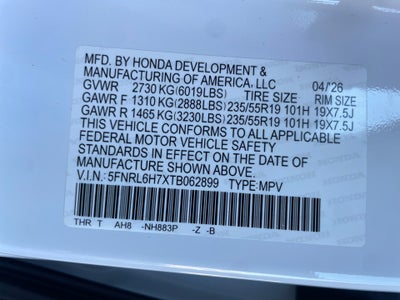 MFD. BY HONDA DEVELOPMENT &
MANUFACTURING OF AMERICA, LLC 04/26
GVWR 2730 KG (6019LBS) TIRE SIZE RIM SIZE
GAWR F 1310 KG (2888LBS) 235/55R19 101H 19X7.5J
GAWR R 1465 KG (3230LBS) 235/55R19 101H 19X7.5J
THIS VEHICLE CONFORMS TO ALL APPLICABLE
FEDERAL MOTOR VEHICLE SAFETY
STANDARDS IN EFFECT ON THE DATE OF
MANUFACTURE SHOWN ABOVE.
V.I.N.: 5FNRL6H7XTB062899 TYPE: MPV
THR T AH8 -NH883P -Z -B